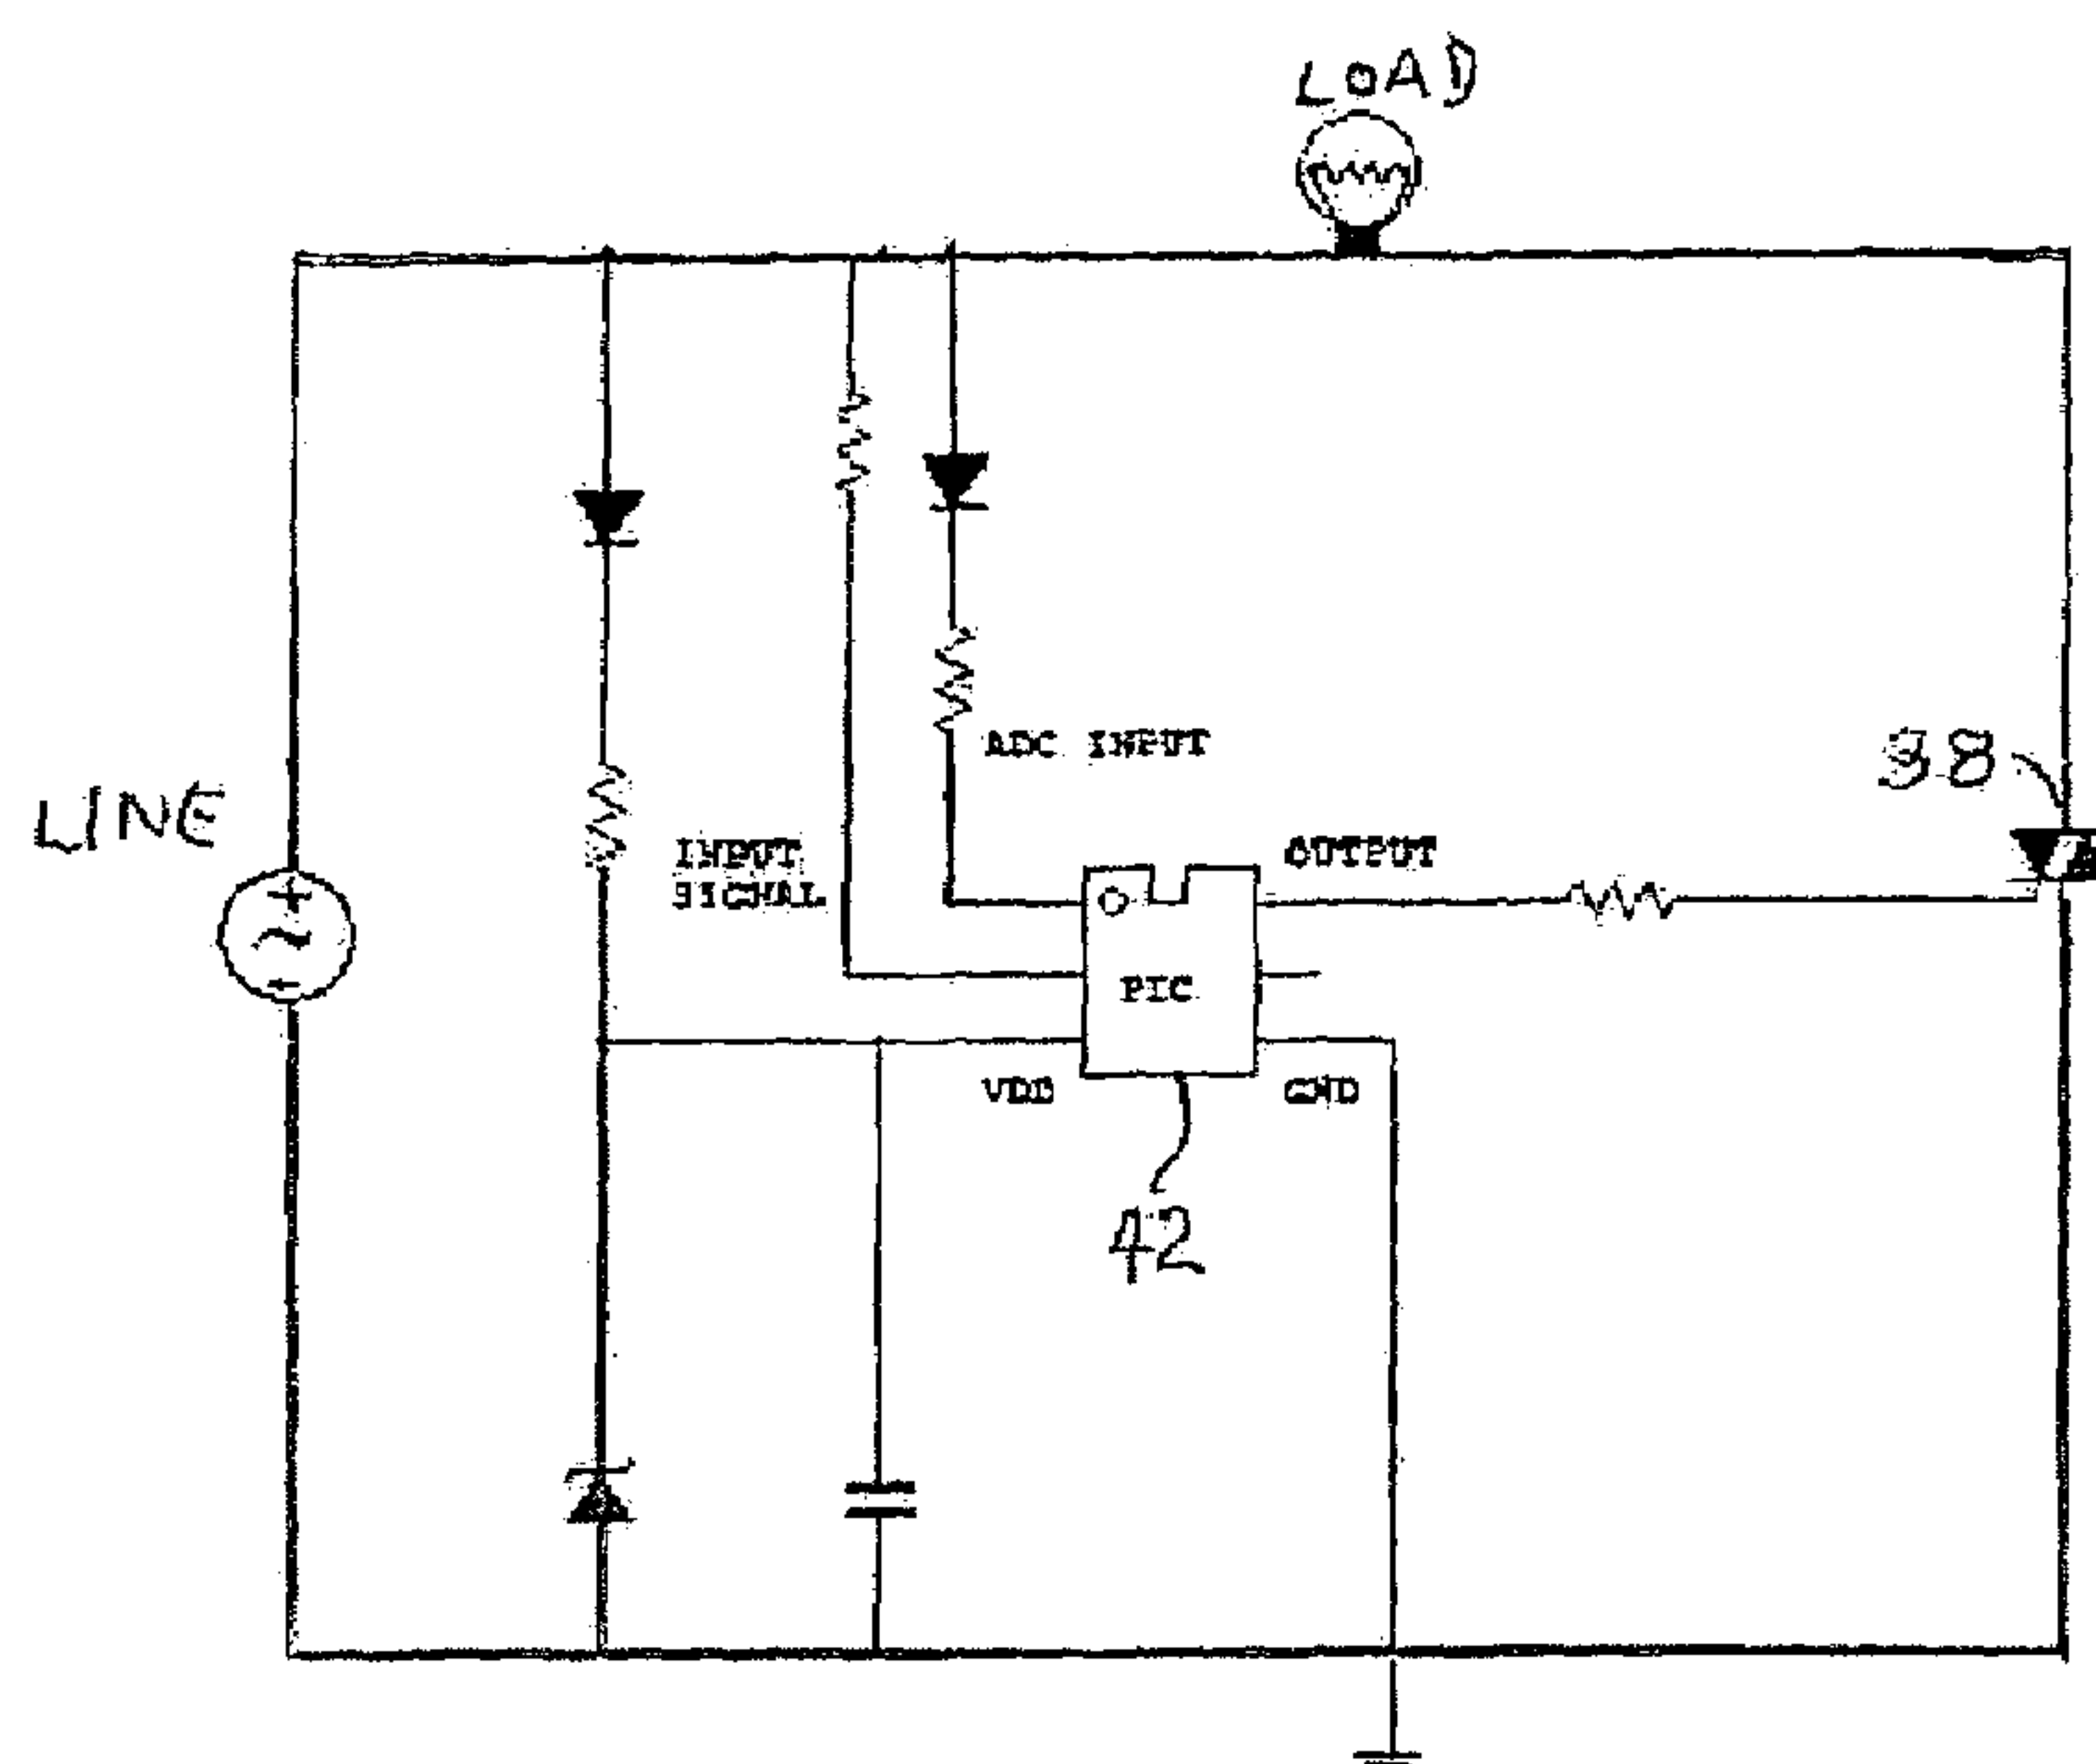 LOAD
ADC INPUT
38
LINE
INPUT
SIGNAL
OUTPUT
PIC
VDD
GND
42